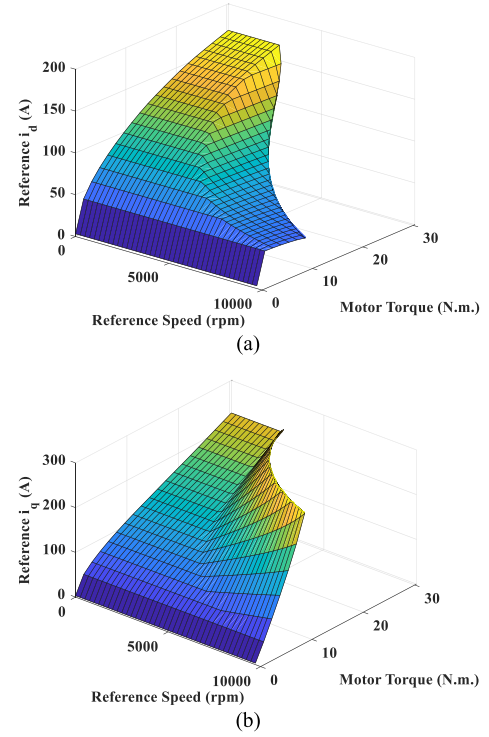 200
150
100
50
0
0
5000
10000
0
10
20
30
Reference i_d (A)
Reference Speed (rpm)
Motor Torque (N.m.)
(a)
300
200
100
0
0
5000
10000
0
10
20
30
Reference i_q (A)
Reference Speed (rpm)
Motor Torque (N.m.)
(b)